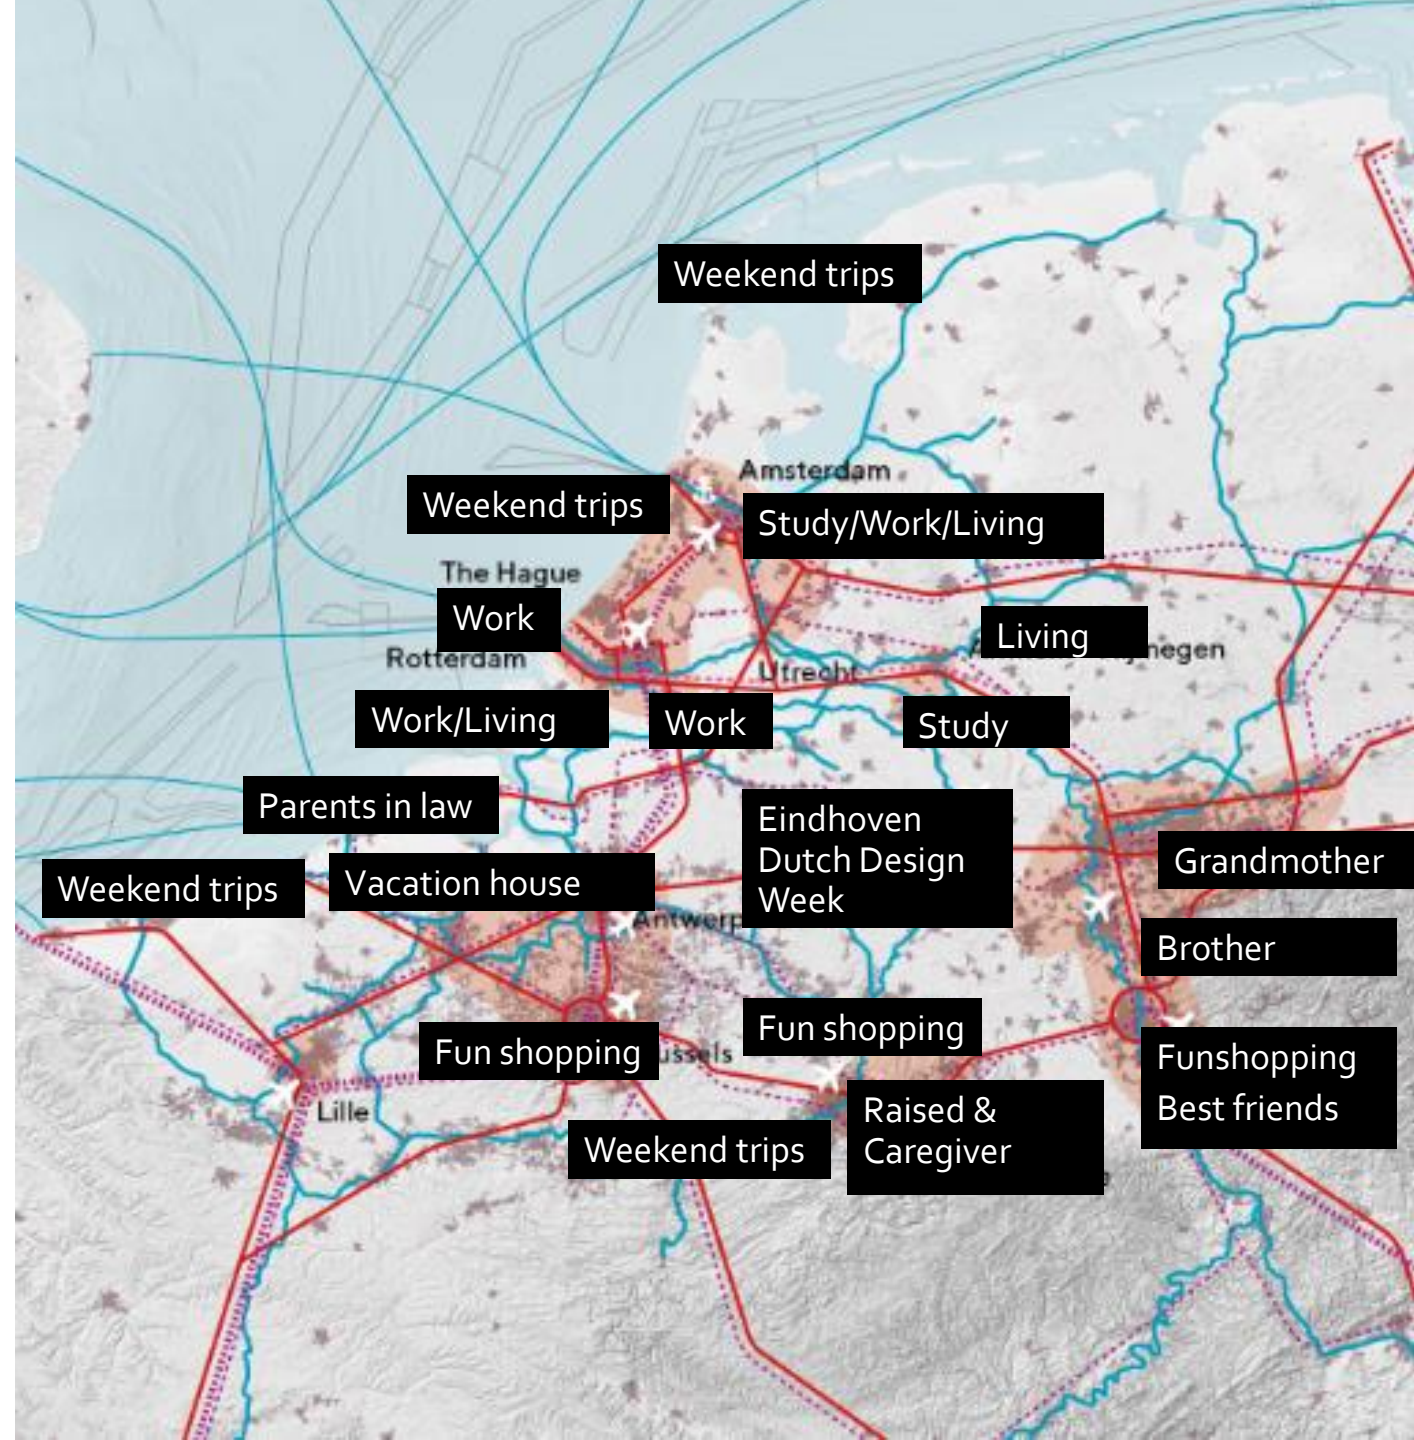 Weekend trips
Amsterdam
Weekend trips
Study/Work/Living
The Hague
Work
Living
Rotterdam
Utrecht
negen
Work/Living
Work
Study
Parents in law
Eindhoven
Dutch Design
Week
Grandmother
Weekend trips
Vacation house
Antwerp
Brother
Fun shopping
Fun shopping
ussels
Funshopping
Best friends
Lille
Raised &
Caregiver
Weekend trips